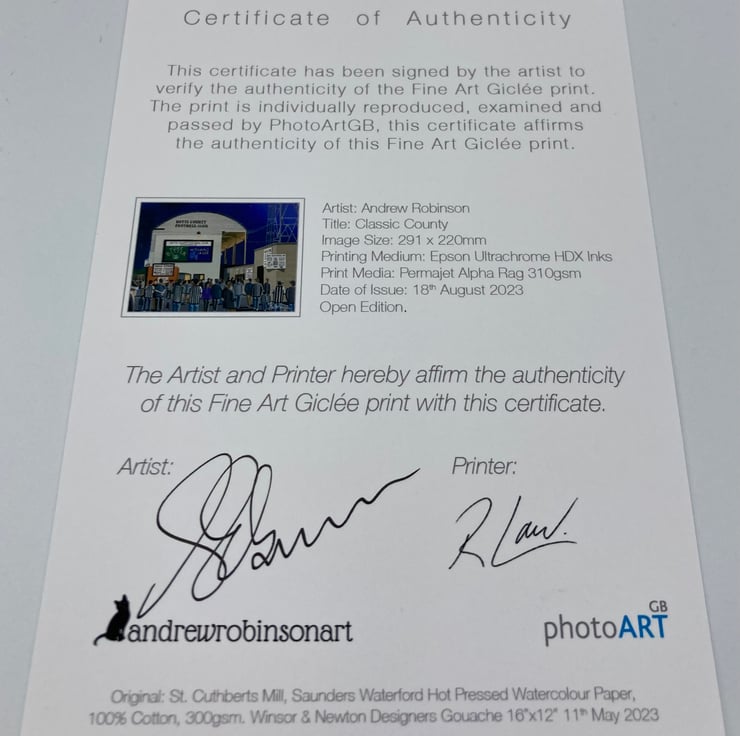 Certificate of Authenticity
This certificate has been signed by the artist to
verify the authenticity of the Fine Art Giclée print.
The print is individually reproduced, examined and
passed by PhotoArtGB, this certificate affirms
the authenticity of this Fine Art Giclée print.
NOTTS COUNTY
FOOTBALL CLUB
Artist: Andrew Robinson
Title: Classic County
Image Size: 291 x 220mm
Printing Medium: Epson Ultrachrome HDX Inks
Print Media: Permajet Alpha Rag 310gsm
Date of Issue: 18th August 2023
Open Edition.
The Artist and Printer hereby affirm the authenticity
of this Fine Art Giclée print with this certificate.
Artist:
Printer:
R Law.
andrewrobinsonart
photoART GB
Original: St. Cuthberts Mill, Saunders Waterford Hot Pressed Watercolour Paper,
100% Cotton, 300gsm. Winsor & Newton Designers Gouache 16"x12" 11th May 2023